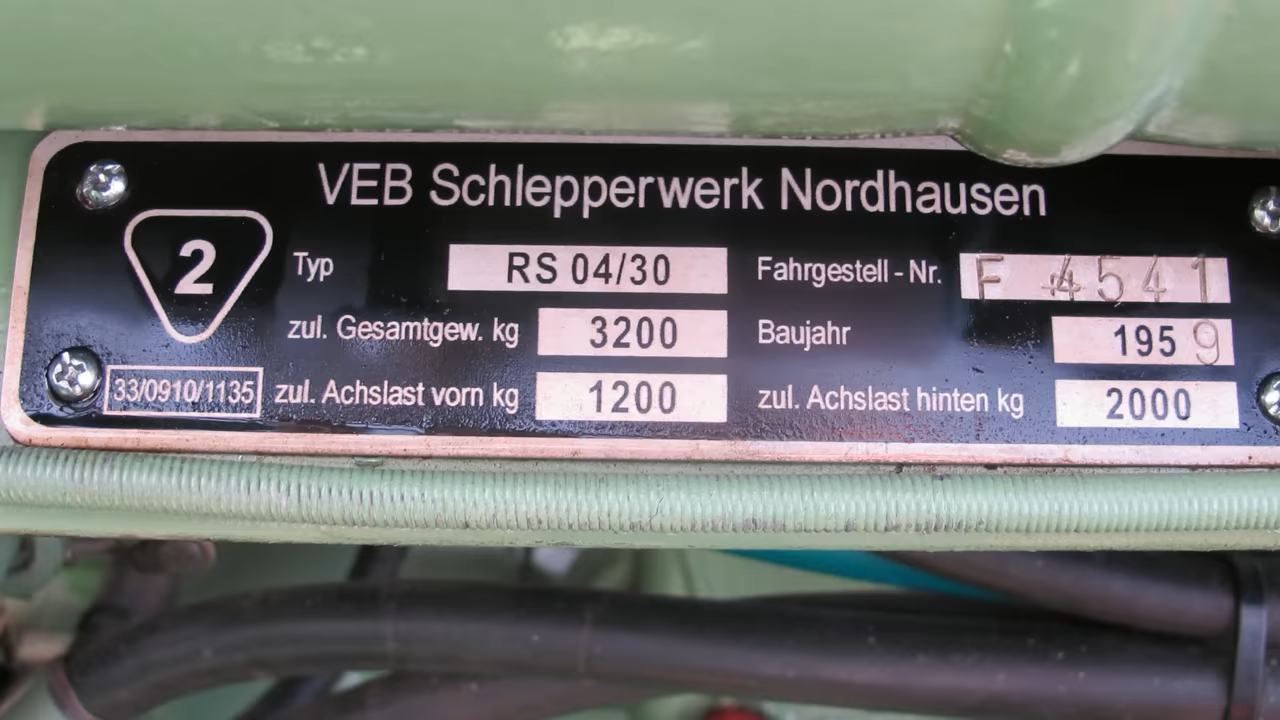 VEB Schlepperwerk Nordhausen
2
Typ RS 04/30 Fahrgestell - Nr. F 4541
zul. Gesamtgew. kg 3200 Baujahr 1959
33/0910/1135 zul. Achslast vorn kg 1200 zul. Achslast hinten kg 2000